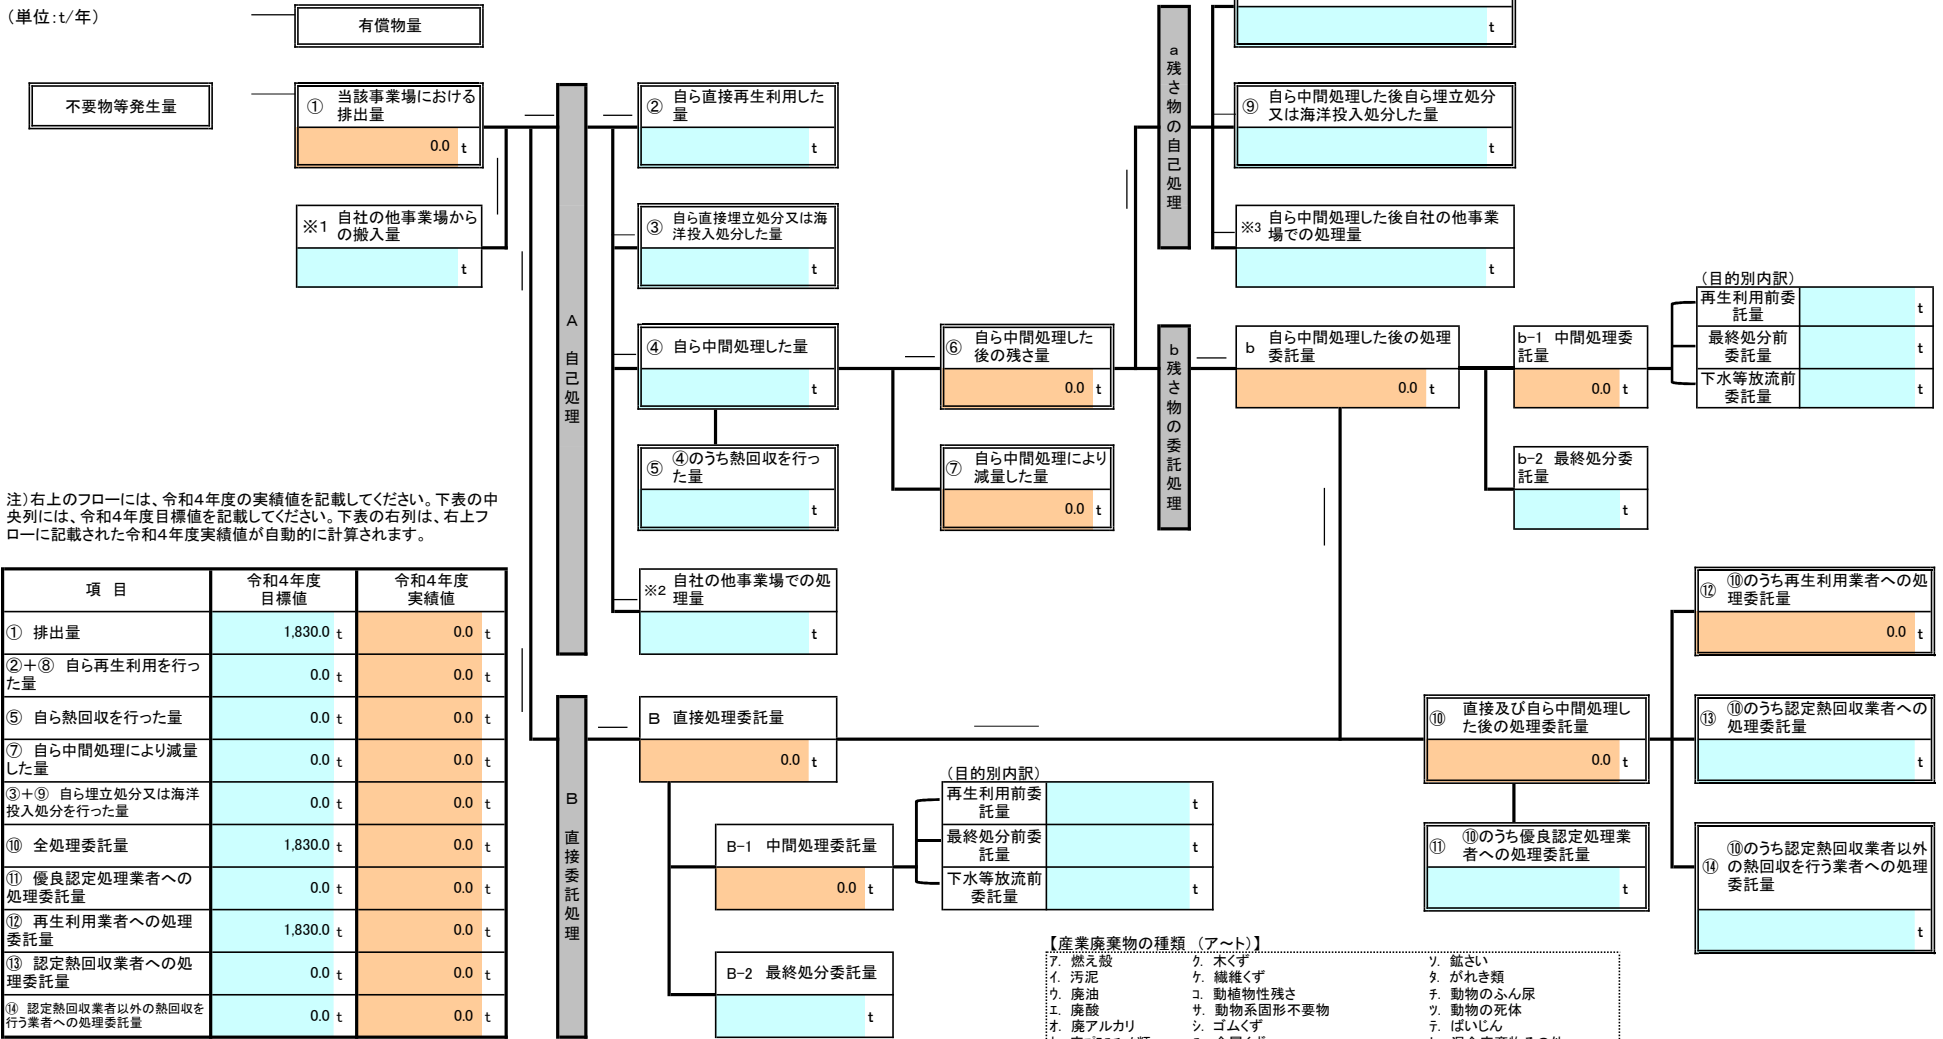 (単位:t/年)
有償物量
不要物等発生量
① 当該事業場における
排出量
0.0 t
※1 自社の他事業場から
の搬入量
t
A 自己処理
② 自ら直接再生利用した
量
t
③ 自ら直接埋立処分又は海
洋投入処分した量
t
④ 自ら中間処理した量
t
⑤ ④のうち熱回収を行っ
た量
t
※2 自社の他事業場での処
理量
t
⑥ 自ら中間処理した
後の残さ量
0.0 t
⑦ 自ら中間処理により
減量した量
0.0 t
a 残さ物の自己処理
t
⑨ 自ら中間処理した後自ら埋立処分
又は海洋投入処分した量
t
※3 自ら中間処理した後自社の他事業
場での処理量
t
b 残さ物の委託処理
b 自ら中間処理した後の処理
委託量
0.0 t
b-1 中間処理委
託量
0.0 t
(目的別内訳)
再生利用前委
託量
t
最終処分前
委託量
t
下水等放流前
委託量
t
b-2 最終処分委
託量
t
注)右上のフローには、令和4年度の実績値を記載してください。下表の中
央列には、令和4年度目標値を記載してください。下表の右列は、右上フ
ローに記載された令和4年度実績値が自動的に計算されます。
項 目 令和4年度
目標値 令和4年度
実績値
① 排出量 1,830.0 t 0.0 t
②+⑧ 自ら再生利用を行っ
た量 0.0 t 0.0 t
⑤ 自ら熱回収を行った量 0.0 t 0.0 t
⑦ 自ら中間処理により減量
した量 0.0 t 0.0 t
③+⑨ 自ら埋立処分又は海洋
投入処分を行った量 0.0 t 0.0 t
⑩ 全処理委託量 1,830.0 t 0.0 t
⑪ 優良認定処理業者への
処理委託量 0.0 t 0.0 t
⑫ 再生利用業者への処理
委託量 1,830.0 t 0.0 t
⑬ 認定熱回収業者への処
理委託量 0.0 t 0.0 t
⑭ 認定熱回収業者以外の熱回収を
行う業者への処理委託量 0.0 t 0.0 t
B 直接委託処理
B 直接処理委託量
0.0 t
B-1 中間処理委託量
0.0 t
(目的別内訳)
再生利用前委
託量
t
最終処分前委
託量
t
下水等放流前
委託量
t
B-2 最終処分委託量
t
⑩ 直接及び自ら中間処理し
た後の処理委託量
0.0 t
⑪ ⑩のうち優良認定処理業
者への処理委託量
t
⑫ ⑩のうち再生利用業者への処
理委託量
0.0 t
⑬ ⑩のうち認定熱回収業者への
処理委託量
t
⑭ ⑩のうち認定熱回収業者以外
の熱回収を行う業者への処理
委託量
t
【産業廃棄物の種類 (ア~ト)】
ア. 燃え殻 ク. 木くず ソ. 鉱さい
イ. 汚泥 ケ. 繊維くず タ. がれき類
ウ. 廃油 コ. 動植物性残さ チ. 動物のふん尿
エ. 廃酸 サ. 動物系固形不要物 ツ. 動物の死体
オ. 廃アルカリ シ. ゴムくず テ. ばいじん